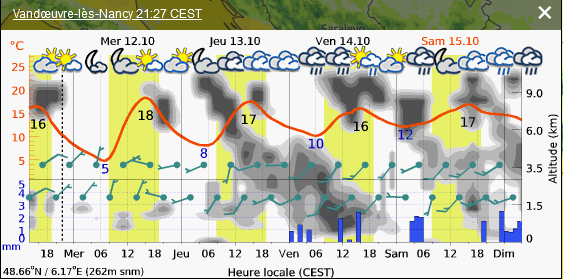 Vandœuvre-lès-Nancy 21:27 CEST
°C Mer 12.10 Jeu 13.10 Ven 14.10 Sam 15.10
25
20
15
10
5
5
4
3
2
1
mm
16 18 17 16 17
5 8 10 12
9.0
6.0
3.5
1.5
0
Altitude (km)
18 Mer 06 12 18 Jeu 06 12 18 Ven 06 12 18 Sam 06 12 18 Dim
48.66°N / 6.17°E (262m snm) Heure locale (CEST)